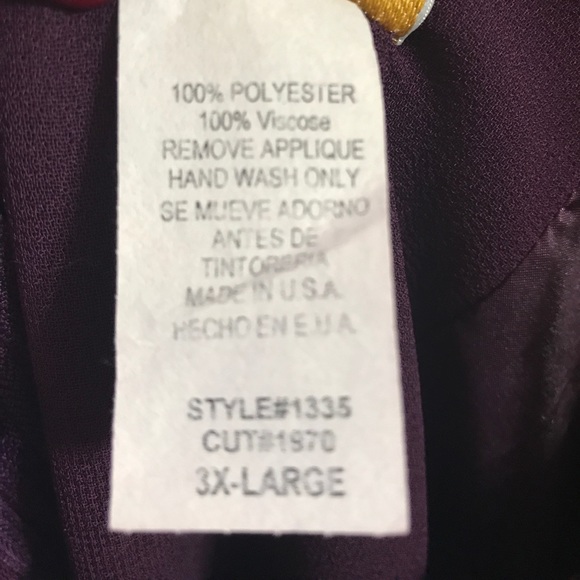 100% POLYESTER
100% Viscose
REMOVE APPLIQUE
HAND WASH ONLY
SE MUEVE ADORNO
ANTES DE
TINTORERIA
MADE IN U.S.A.
HECHO EN E.U.A.
STYLE#1335
CUT#1970
3X-LARGE